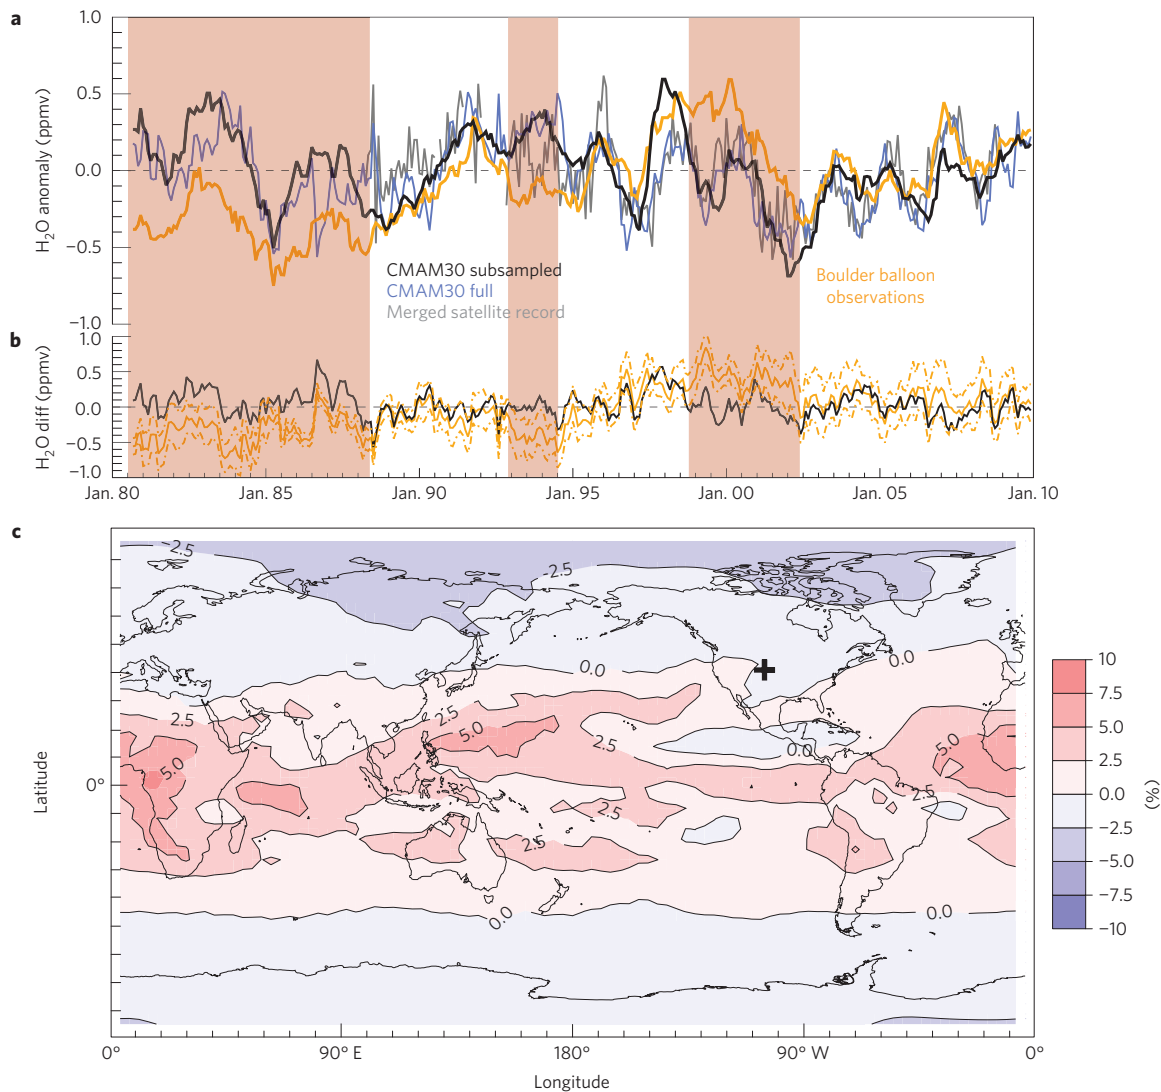 a
1.0
0.5
0.0
−0.5
−1.0
H2O anomaly (ppmv)
CMAM30 subsampled
CMAM30 full
Merged satellite record
Boulder balloon
observations
b
1.0
0.5
0.0
−0.5
−1.0
H2O diff (ppmv)
Jan. 80
Jan. 85
Jan. 90
Jan. 95
Jan. 00
Jan. 05
Jan. 10
c
−2.5
−2.5
0.0
0.0
2.5
2.5
5.0
2.5
0.0
5.0
5.0
2.5
2.5
2.5
0.0
0.0
Latitude
0°
0°
90° E
180°
90° W
0°
Longitude
10
7.5
5.0
2.5
0.0
−2.5
−5.0
−7.5
−10
(%)